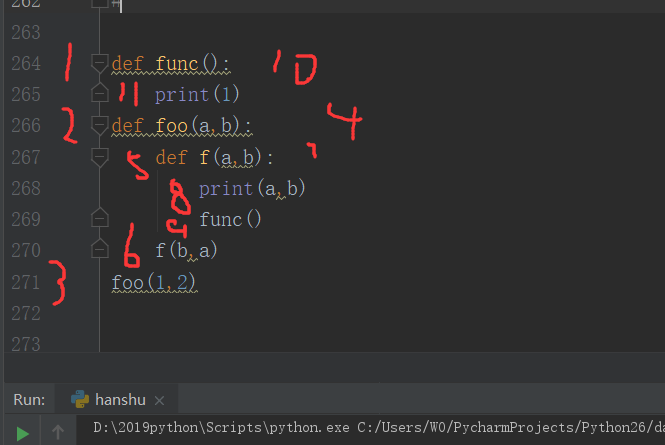 262 #
263
1 264 def func(): 10
265 11 print(1)
2 266 def foo(a,b): 4
267 5 def f(a,b):
268 8 print(a,b)
269 9 func()
270 6 f(b,a)
3 271 foo(1,2)
272
273
Run: hanshu ×
D:\2019python\Scripts\python.exe C:/Users/W0/PycharmProjects/Python26/da